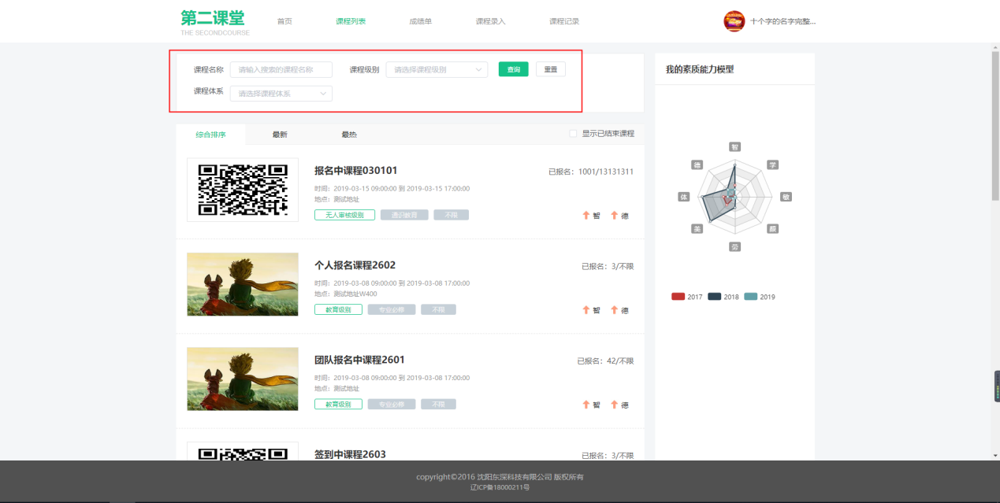 第二课堂
THE SECONDCOURSE
首页 课程列表 成绩单 课程录入 课程记录 十个字的名字完整...
课程名称 请输入搜索的课程名称 课程级别 请选择课程级别 查询 重置
课程体系 请选择课程体系
综合排序 最新 最热 显示已结束课程
报名中课程030101 已报名：1001/13131311
时间：2019-03-15 09:00:00 到 2019-03-15 17:00:00
地点：测试地址
无人审核级别 通识教育 不限 智 德
个人报名课程2602 已报名：3/不限
时间：2019-03-08 09:00:00 到 2019-03-08 17:00:00
地点：测试地址W400
教育级别 专业必修 不限 智 德
团队报名中课程2601 已报名：42/不限
时间：2019-03-08 09:00:00 到 2019-03-08 17:00:00
地点：测试地址
教育级别 专业必修 不限 智 德
签到中课程2603 已报名：3/不限
我的素质能力模型
智
德 学
体 敏
美
劳
2017 2018 2019
copyright©2016 沈阳东深科技有限公司 版权所有
辽ICP备18000211号